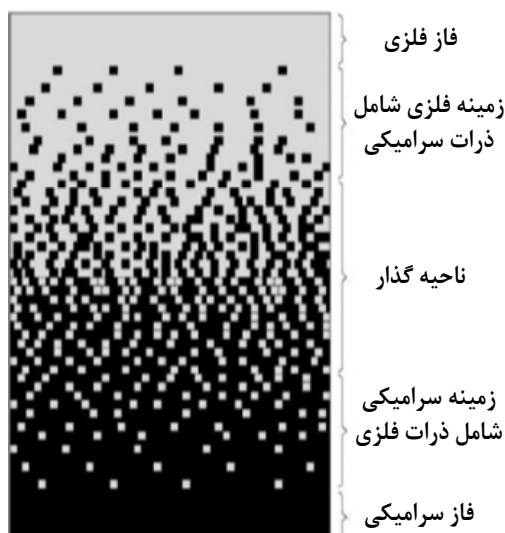 فاز فلزی
زمینه فلزی شامل
ذرات سرامیکی
ناحیه گذار
زمینه سرامیکی
شامل ذرات فلزی
فاز سرامیکی